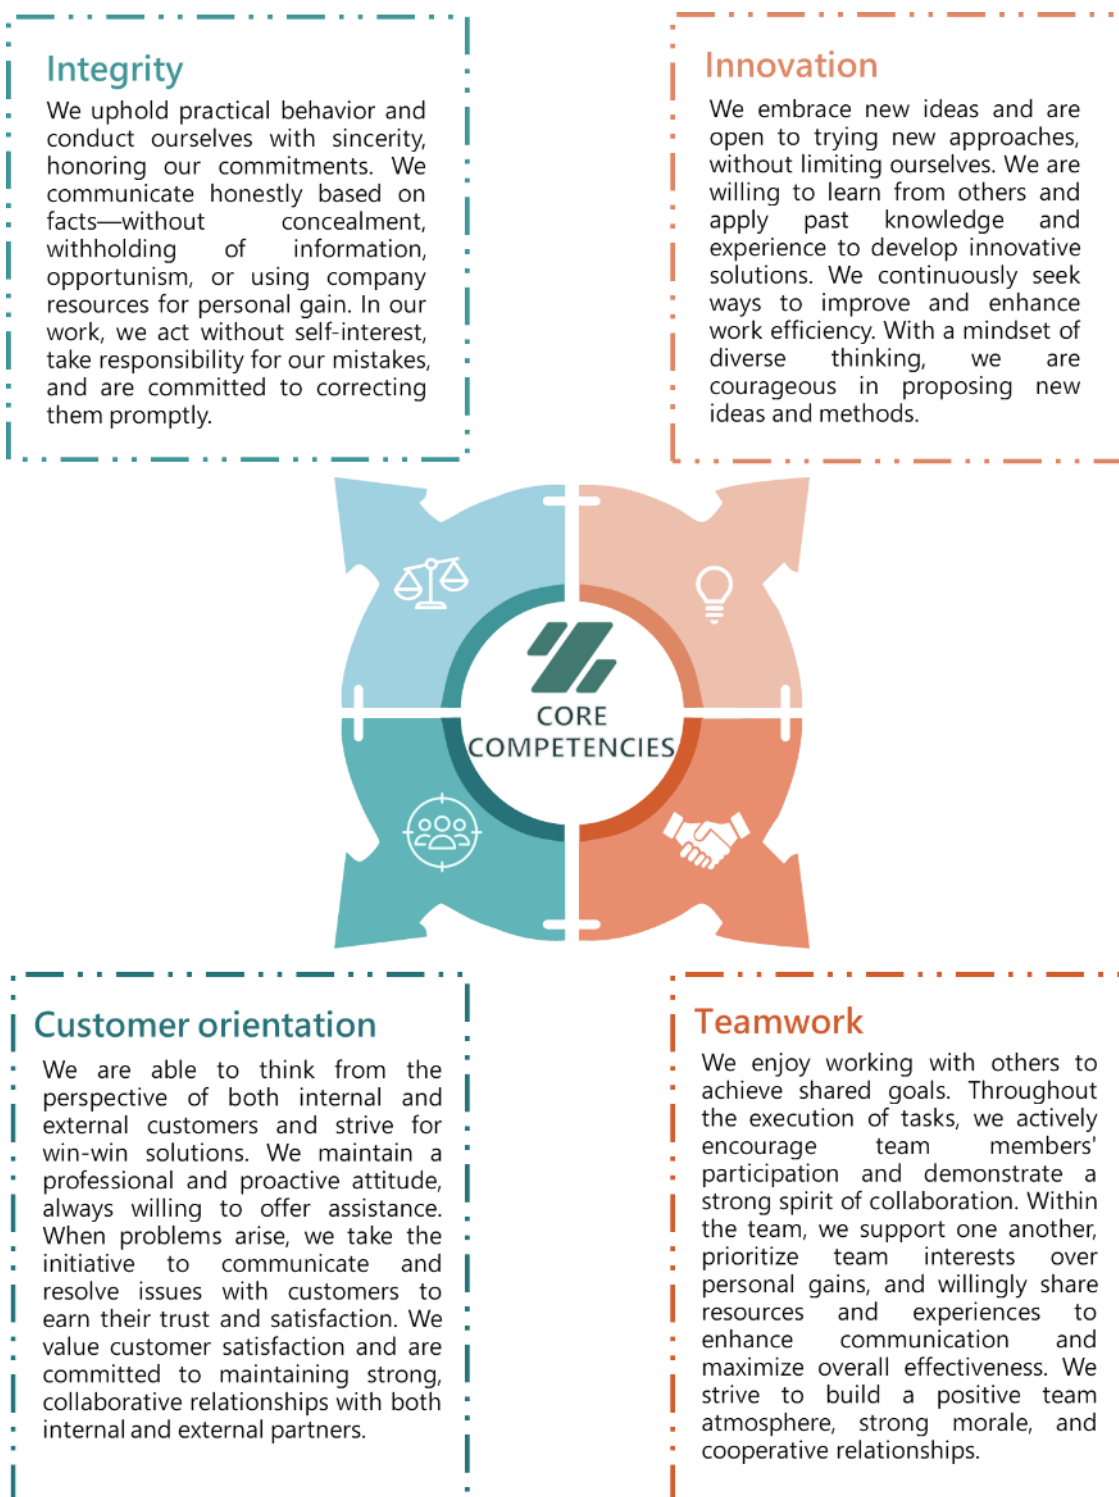 Integrity
We uphold practical behavior and
conduct ourselves with sincerity,
honoring our commitments. We
communicate honestly based on
facts—without concealment,
withholding of information,
opportunism, or using company
resources for personal gain. In our
work, we act without self-interest,
take responsibility for our mistakes,
and are committed to correcting
them promptly.
Innovation
We embrace new ideas and are
open to trying new approaches,
without limiting ourselves. We are
willing to learn from others and
apply past knowledge and
experience to develop innovative
solutions. We continuously seek
ways to improve and enhance
work efficiency. With a mindset of
diverse thinking, we are
courageous in proposing new
ideas and methods.
CORE
COMPETENCIES
Customer orientation
We are able to think from the
perspective of both internal and
external customers and strive for
win-win solutions. We maintain a
professional and proactive attitude,
always willing to offer assistance.
When problems arise, we take the
initiative to communicate and
resolve issues with customers to
earn their trust and satisfaction. We
value customer satisfaction and are
committed to maintaining strong,
collaborative relationships with both
internal and external partners.
Teamwork
We enjoy working with others to
achieve shared goals. Throughout
the execution of tasks, we actively
encourage team members'
participation and demonstrate a
strong spirit of collaboration. Within
the team, we support one another,
prioritize team interests over
personal gains, and willingly share
resources and experiences to
enhance communication and
maximize overall effectiveness. We
strive to build a positive team
atmosphere, strong morale, and
cooperative relationships.